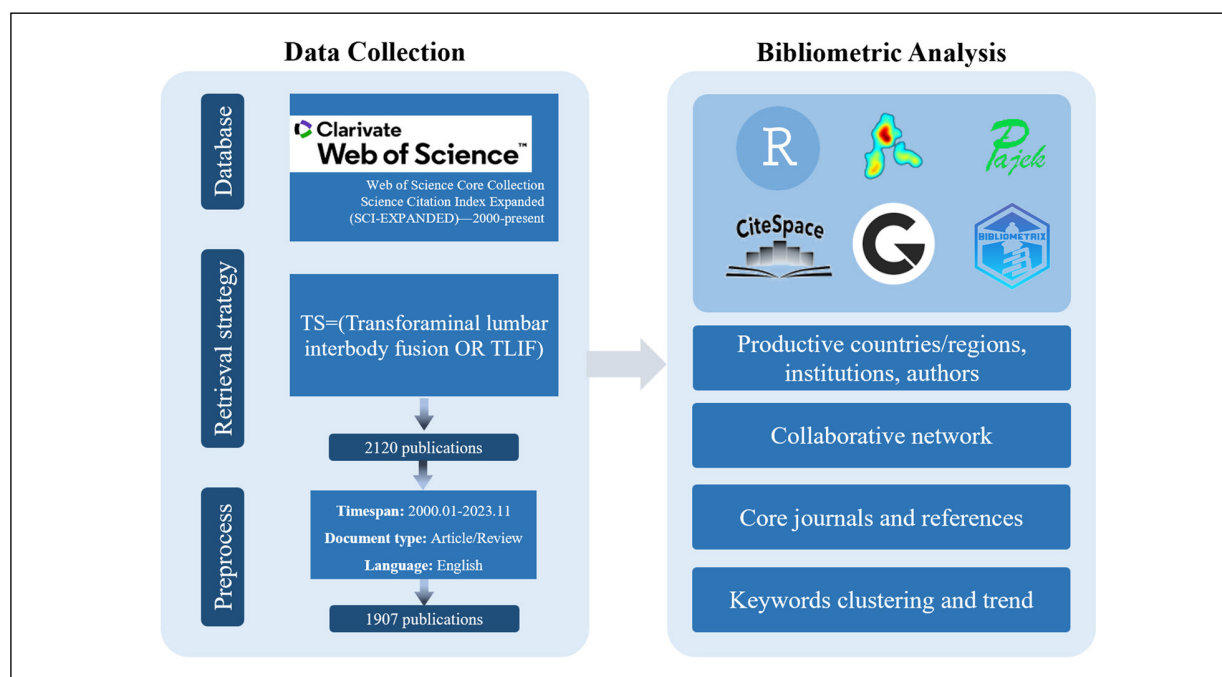 Data Collection
Database
Clarivate
Web of Science™
Web of Science Core Collection
Science Citation Index Expanded
(SCI-EXPANDED)—2000-present
Retrieval strategy
TS=(Transforaminal lumbar
interbody fusion OR TLIF)
2120 publications
Preprocess
Timespan: 2000.01-2023.11
Document type: Article/Review
Language: English
1907 publications
Bibliometric Analysis
R
Pajek
CiteSpace
G
BIBLIOMETRIX
Productive countries/regions,
institutions, authors
Collaborative network
Core journals and references
Keywords clustering and trend